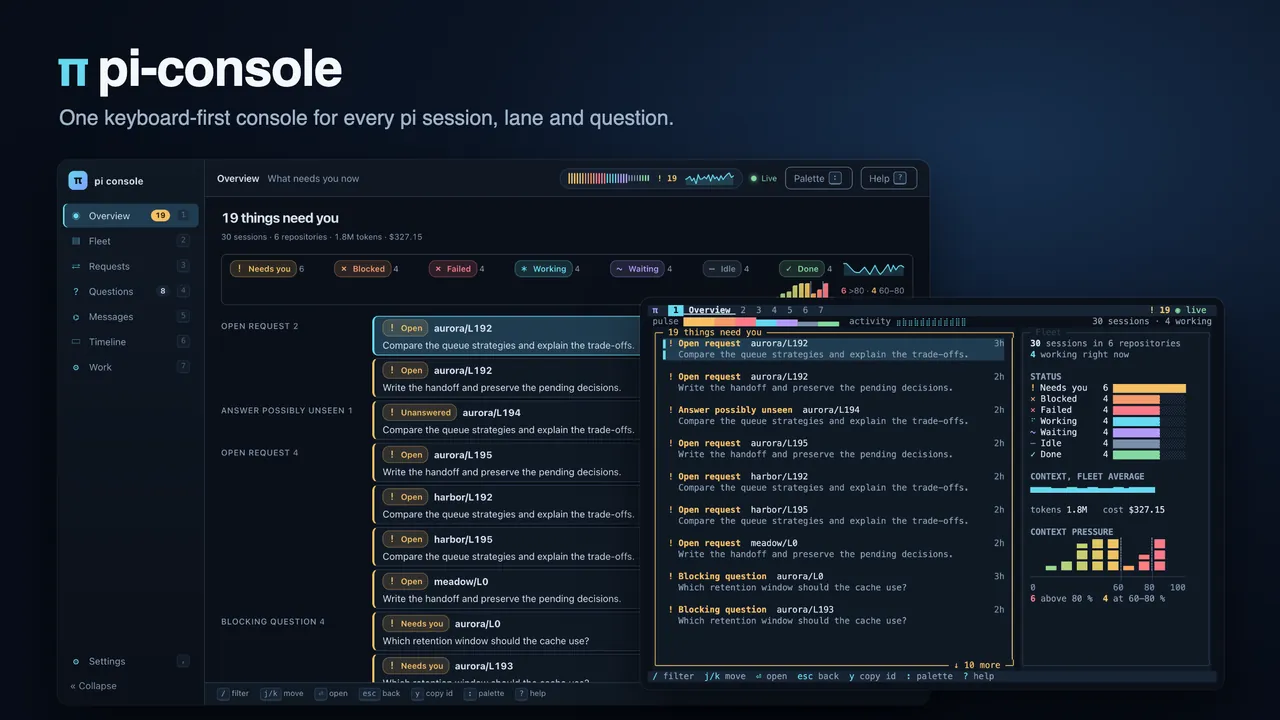 π pi-console
One keyboard-first console for every pi session, lane and question.
π pi console
Overview 19 1
Fleet 2
Requests 3
Questions 8 4
Messages 5
Timeline 6
Work 7
Settings .
« Collapse
Overview What needs you now
! 19
Live
Palette :
Help ?
19 things need you
30 sessions · 6 repositories · 1.8M tokens · $327.15
! Needs you 6
× Blocked 4
× Failed 4
* Working 4
~ Waiting 4
– Idle 4
✓ Done 4
6 >80 · 4 60–80
OPEN REQUEST 2
! Open aurora/L192
Compare the queue strategies and explain the trade-offs.
! Open aurora/L192
Write the handoff and preserve the pending decisions.
ANSWER POSSIBLY UNSEEN 1
! Unanswered aurora/L194
Compare the queue strategies and explain the trade-offs.
OPEN REQUEST 4
! Open aurora/L195
Write the handoff and preserve the pending decisions.
! Open harbor/L192
Compare the queue strategies and explain the trade-offs.
! Open harbor/L195
Compare the queue strategies and explain the trade-offs.
! Open meadow/L0
Write the handoff and preserve the pending decisions.
BLOCKING QUESTION 4
! Needs you aurora/L0
Which retention window should the cache use?
! Needs you aurora/L193
Which retention window should the cache use?
/ filter j/k move ⏎ open esc back y copy id : palette ? help
π 1 Overview 2 3 4 5 6 7 ! 19 ◉ live
pulse activity 30 sessions · 4 working
19 things need you
! Open request aurora/L192 3h
Compare the queue strategies and explain the trade-offs.
! Open request aurora/L192 2h
Write the handoff and preserve the pending decisions.
! Answer possibly unseen aurora/L194 2h
Compare the queue strategies and explain the trade-offs.
! Open request aurora/L195 2h
Write the handoff and preserve the pending decisions.
! Open request harbor/L192 2h
Compare the queue strategies and explain the trade-offs.
! Open request harbor/L195 2h
Compare the queue strategies and explain the trade-offs.
! Open request meadow/L0 2h
Write the handoff and preserve the pending decisions.
! Blocking question aurora/L0 3h
Which retention window should the cache use?
! Blocking question aurora/L193 2h
Which retention window should the cache use?
↓ 10 more
Fleet
30 sessions in 6 repositories
4 working right now
STATUS
! Needs you 6
× Blocked 4
× Failed 4
Working 4
~ Waiting 4
– Idle 4
✓ Done 4
CONTEXT, FLEET AVERAGE
tokens 1.8M cost $327.15
CONTEXT PRESSURE
0 60 80 100
6 above 80 % 4 at 60–80 %
/ filter j/k move ⏎ open esc back y copy id : palette ? help